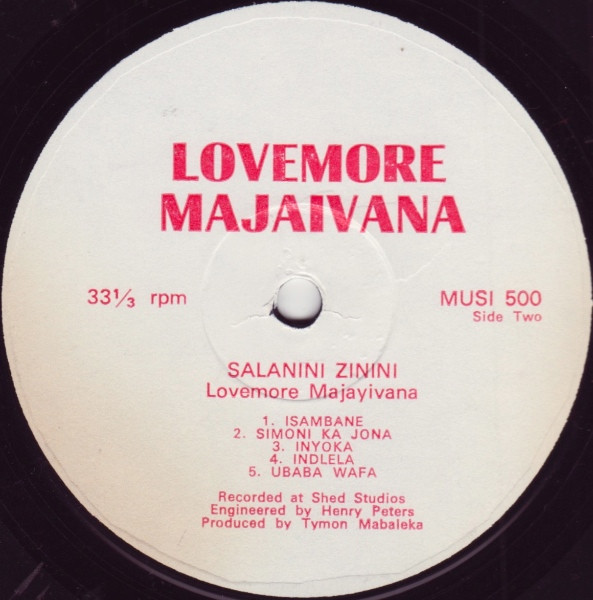 LOVEMORE
MAJAIVANA
33⅓ rpm
MUSI 500
Side Two
SALANINI ZININI
Lovemore Majayivana
1. ISAMBANE
2. SIMONI KA JONA
3. INYOKA
4. INDLELA
5. UBABA WAFA
Recorded at Shed Studios
Engineered by Henry Peters
Produced by Tymon Mabaleka